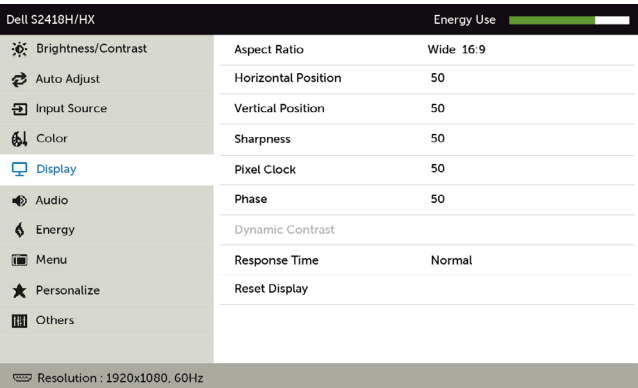 Dell S2418H/HX Energy Use
Brightness/Contrast Aspect Ratio Wide 16:9
Auto Adjust Horizontal Position 50
Input Source Vertical Position 50
Color Sharpness 50
Display Pixel Clock 50
Audio Phase 50
Energy Dynamic Contrast
Menu Response Time Normal
Personalize Reset Display
Others
Resolution : 1920x1080, 60Hz